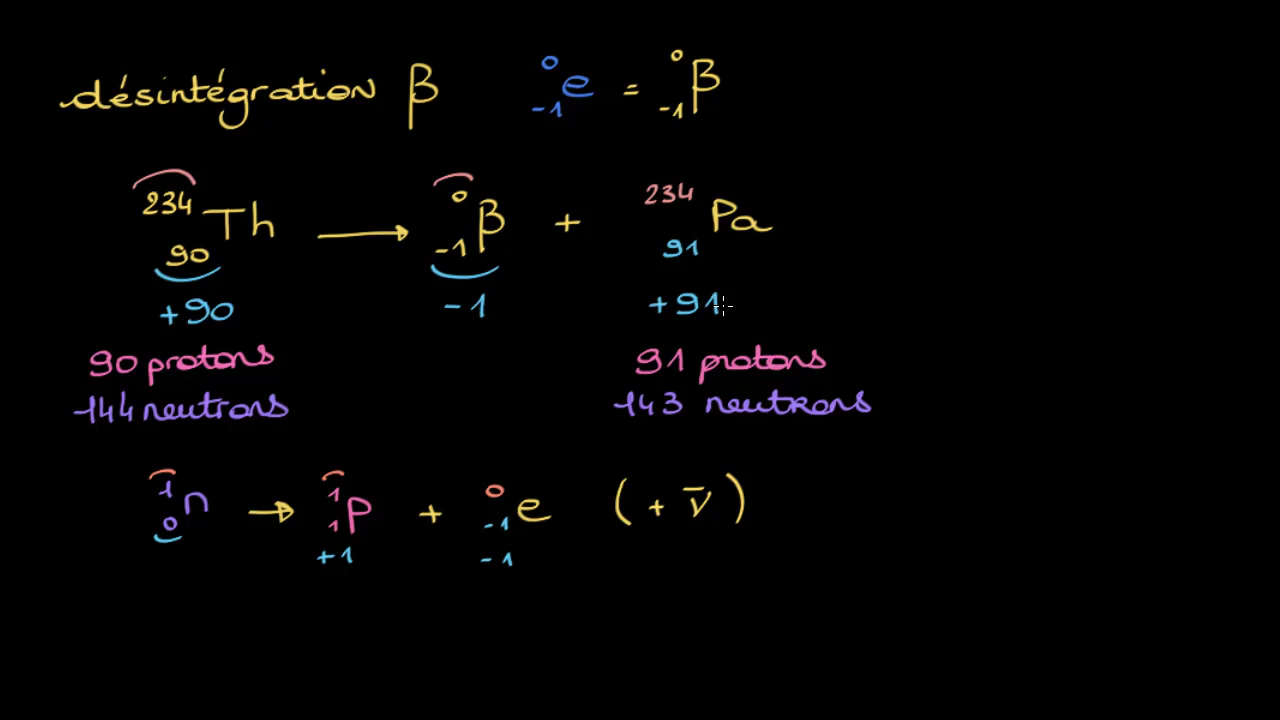 désintégration β ⁰₋₁e = ⁰₋₁β
²³⁴₉₀Th → ⁰₋₁β + ²³⁴₉₁Pa
+90 -1 +91
90 protons 91 protons
144 neutrons 143 neutrons
¹₀n → ¹₁p + ⁰₋₁e (+ ν̅)
+1 -1